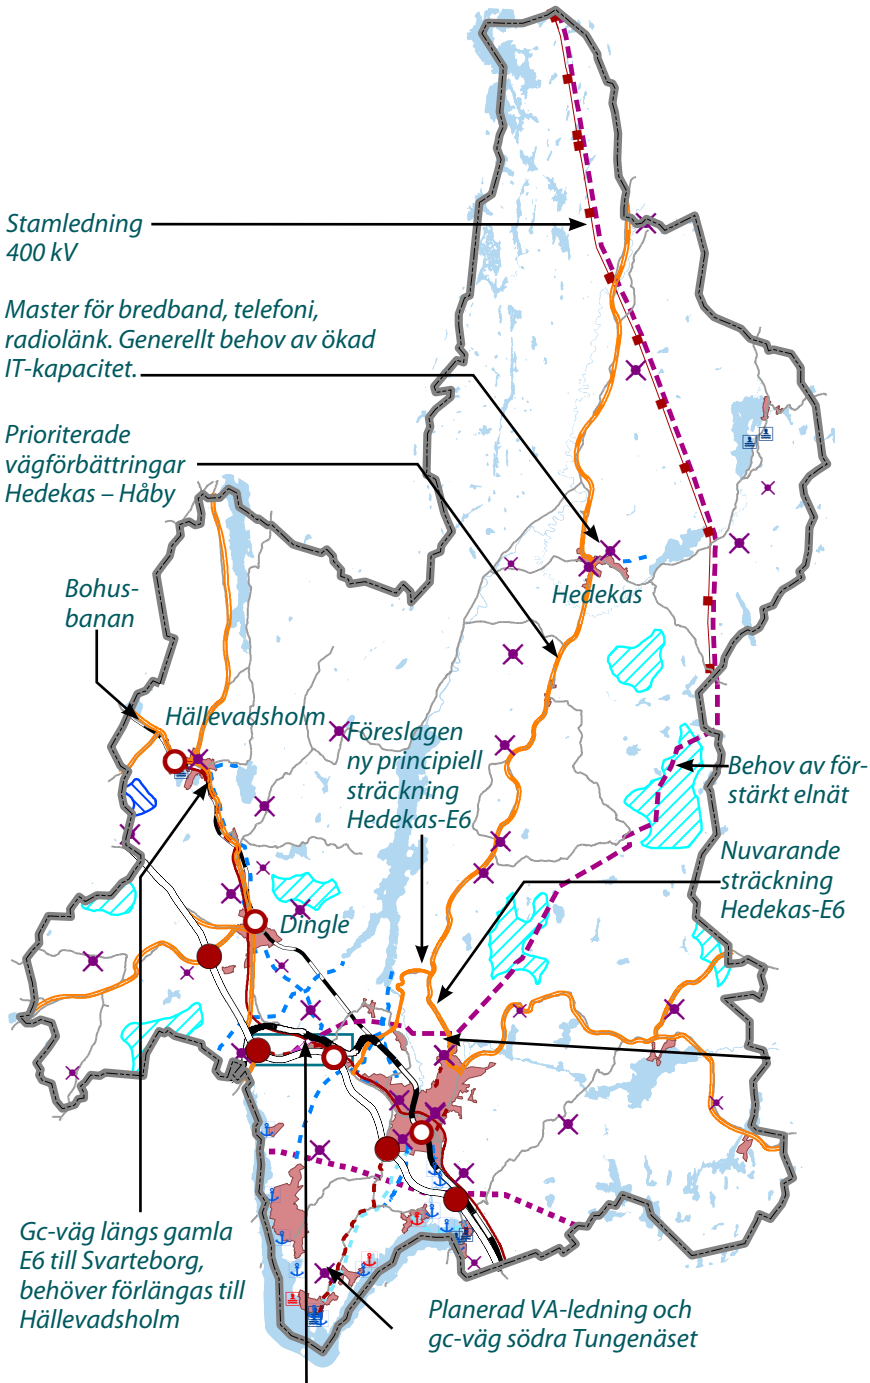 Stamledning
400 kV
Master för bredband, telefoni,
radiolänk. Generellt behov av ökad
IT-kapacitet.
Prioriterade
vägförbättringar
Hedekas – Håby
Hedekas
Bohus-
banan
Hällevadsholm
Föreslagen
ny principiell
sträckning
Hedekas-E6
Behov av för-
stärkt elnät
Nuvarande
sträckning
Hedekas-E6
Dingle
Gc-väg längs gamla
E6 till Svarteborg,
behöver förlängas till
Hällevadsholm
Planerad VA-ledning och
gc-väg södra Tungenäset